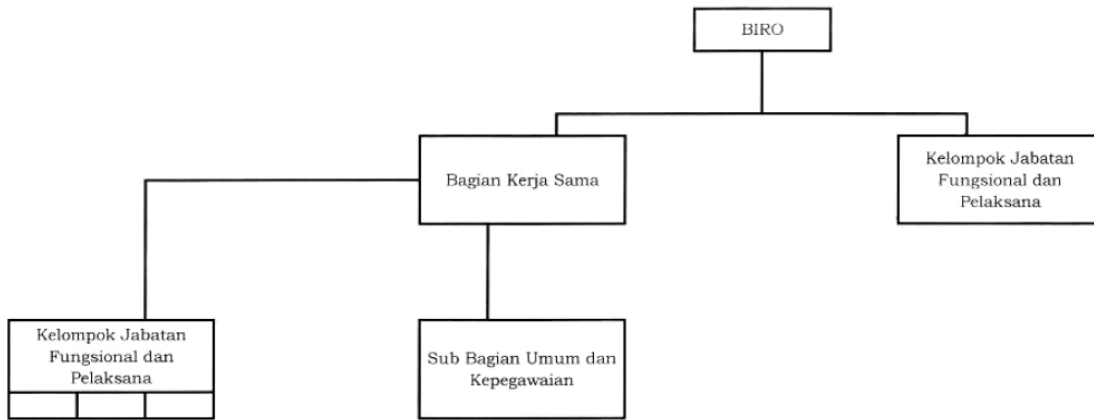 BIRO
Bagian Kerja Sama
Kelompok Jabatan
Fungsional dan
Pelaksana
Kelompok Jabatan
Fungsional dan
Pelaksana
Sub Bagian Umum dan
Kepegawaian